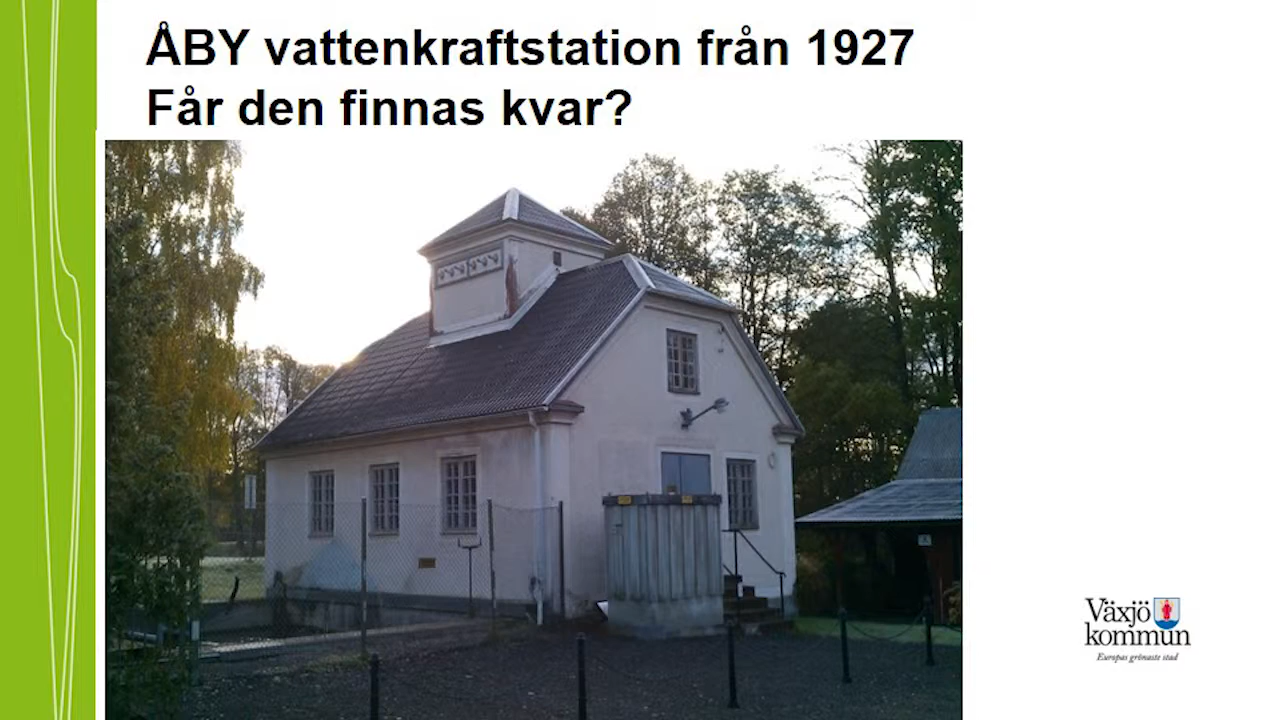 ÅBY vattenkraftstation från 1927
Får den finnas kvar?
Växjö
kommun
Europas grönaste stad